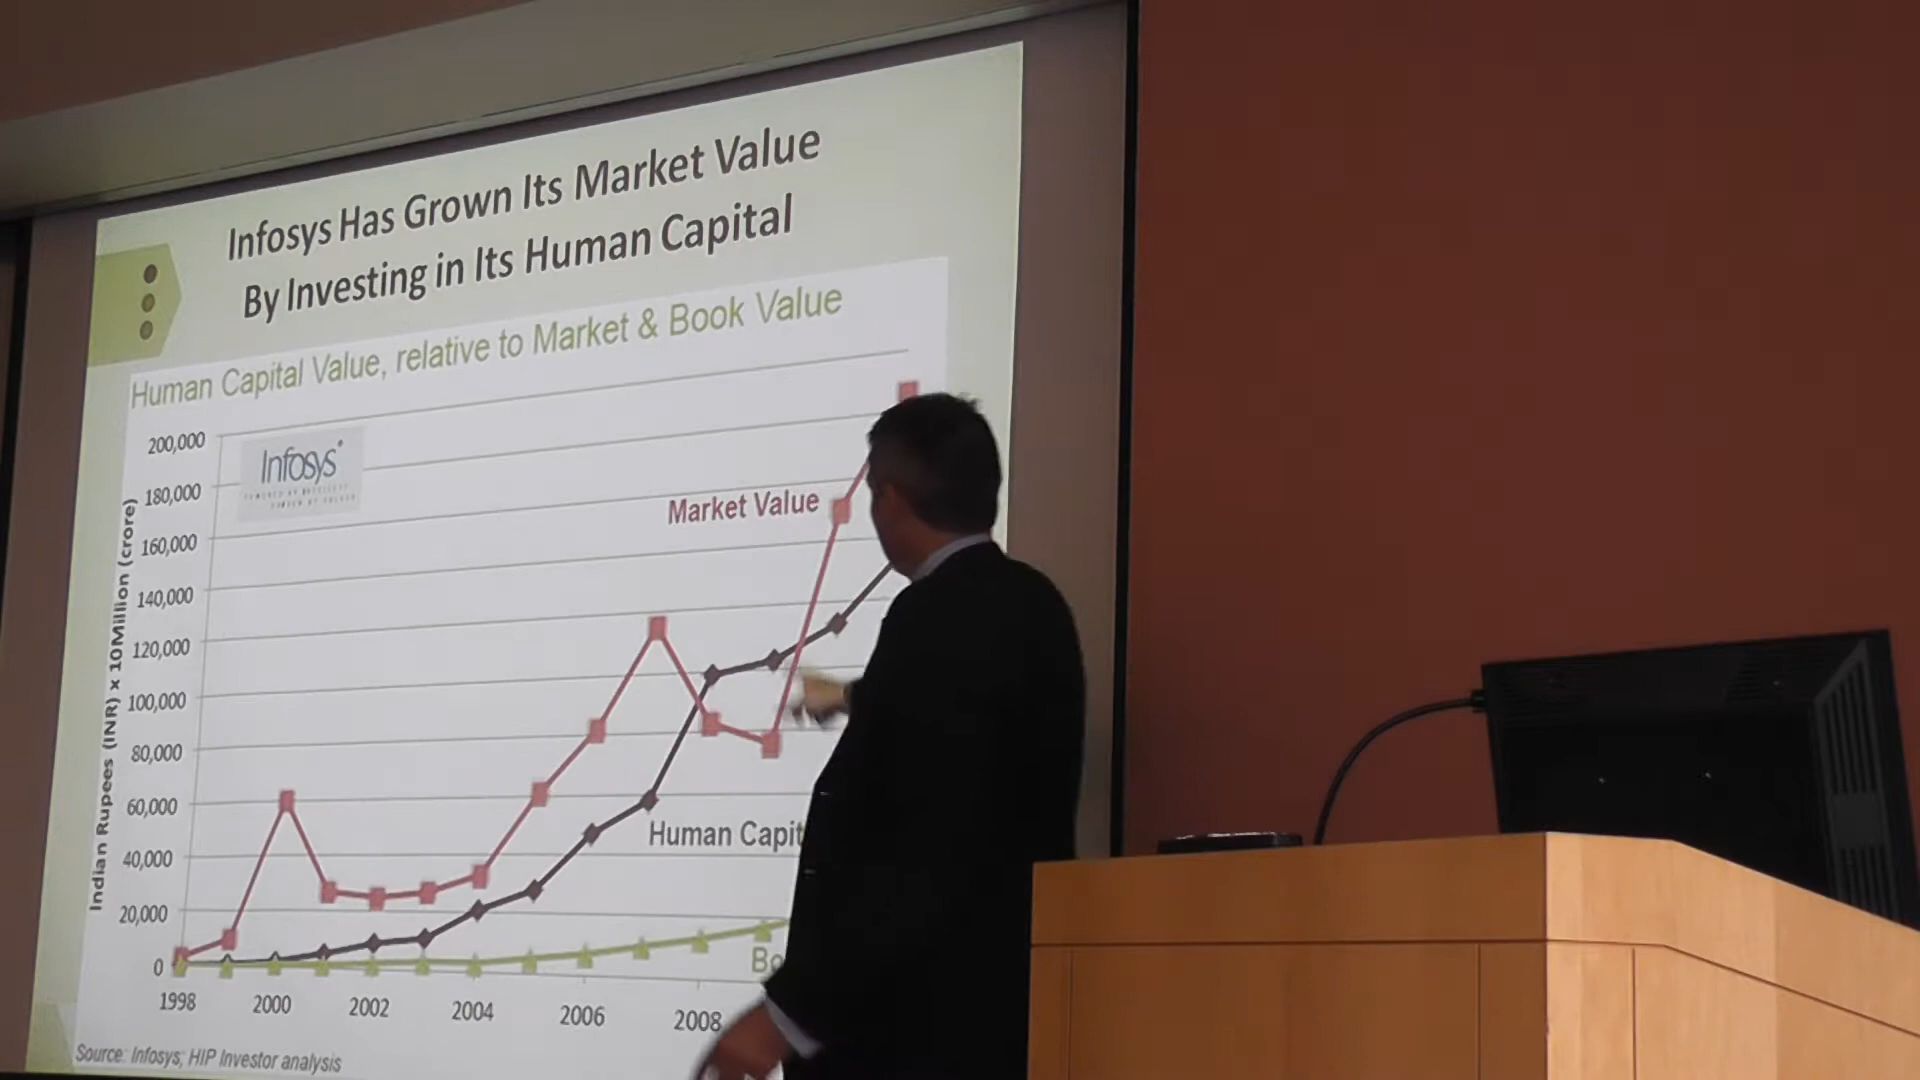 Infosys Has Grown Its Market Value
By Investing in Its Human Capital
Human Capital Value, relative to Market & Book Value
Infosys
Indian Rupees (INR) x 10Million (crore)
200,000
180,000
160,000
140,000
120,000
100,000
80,000
60,000
40,000
20,000
0
Market Value
Human Capit
Bo
1998 2000 2002 2004 2006 2008
Source: Infosys; HIP Investor analysis